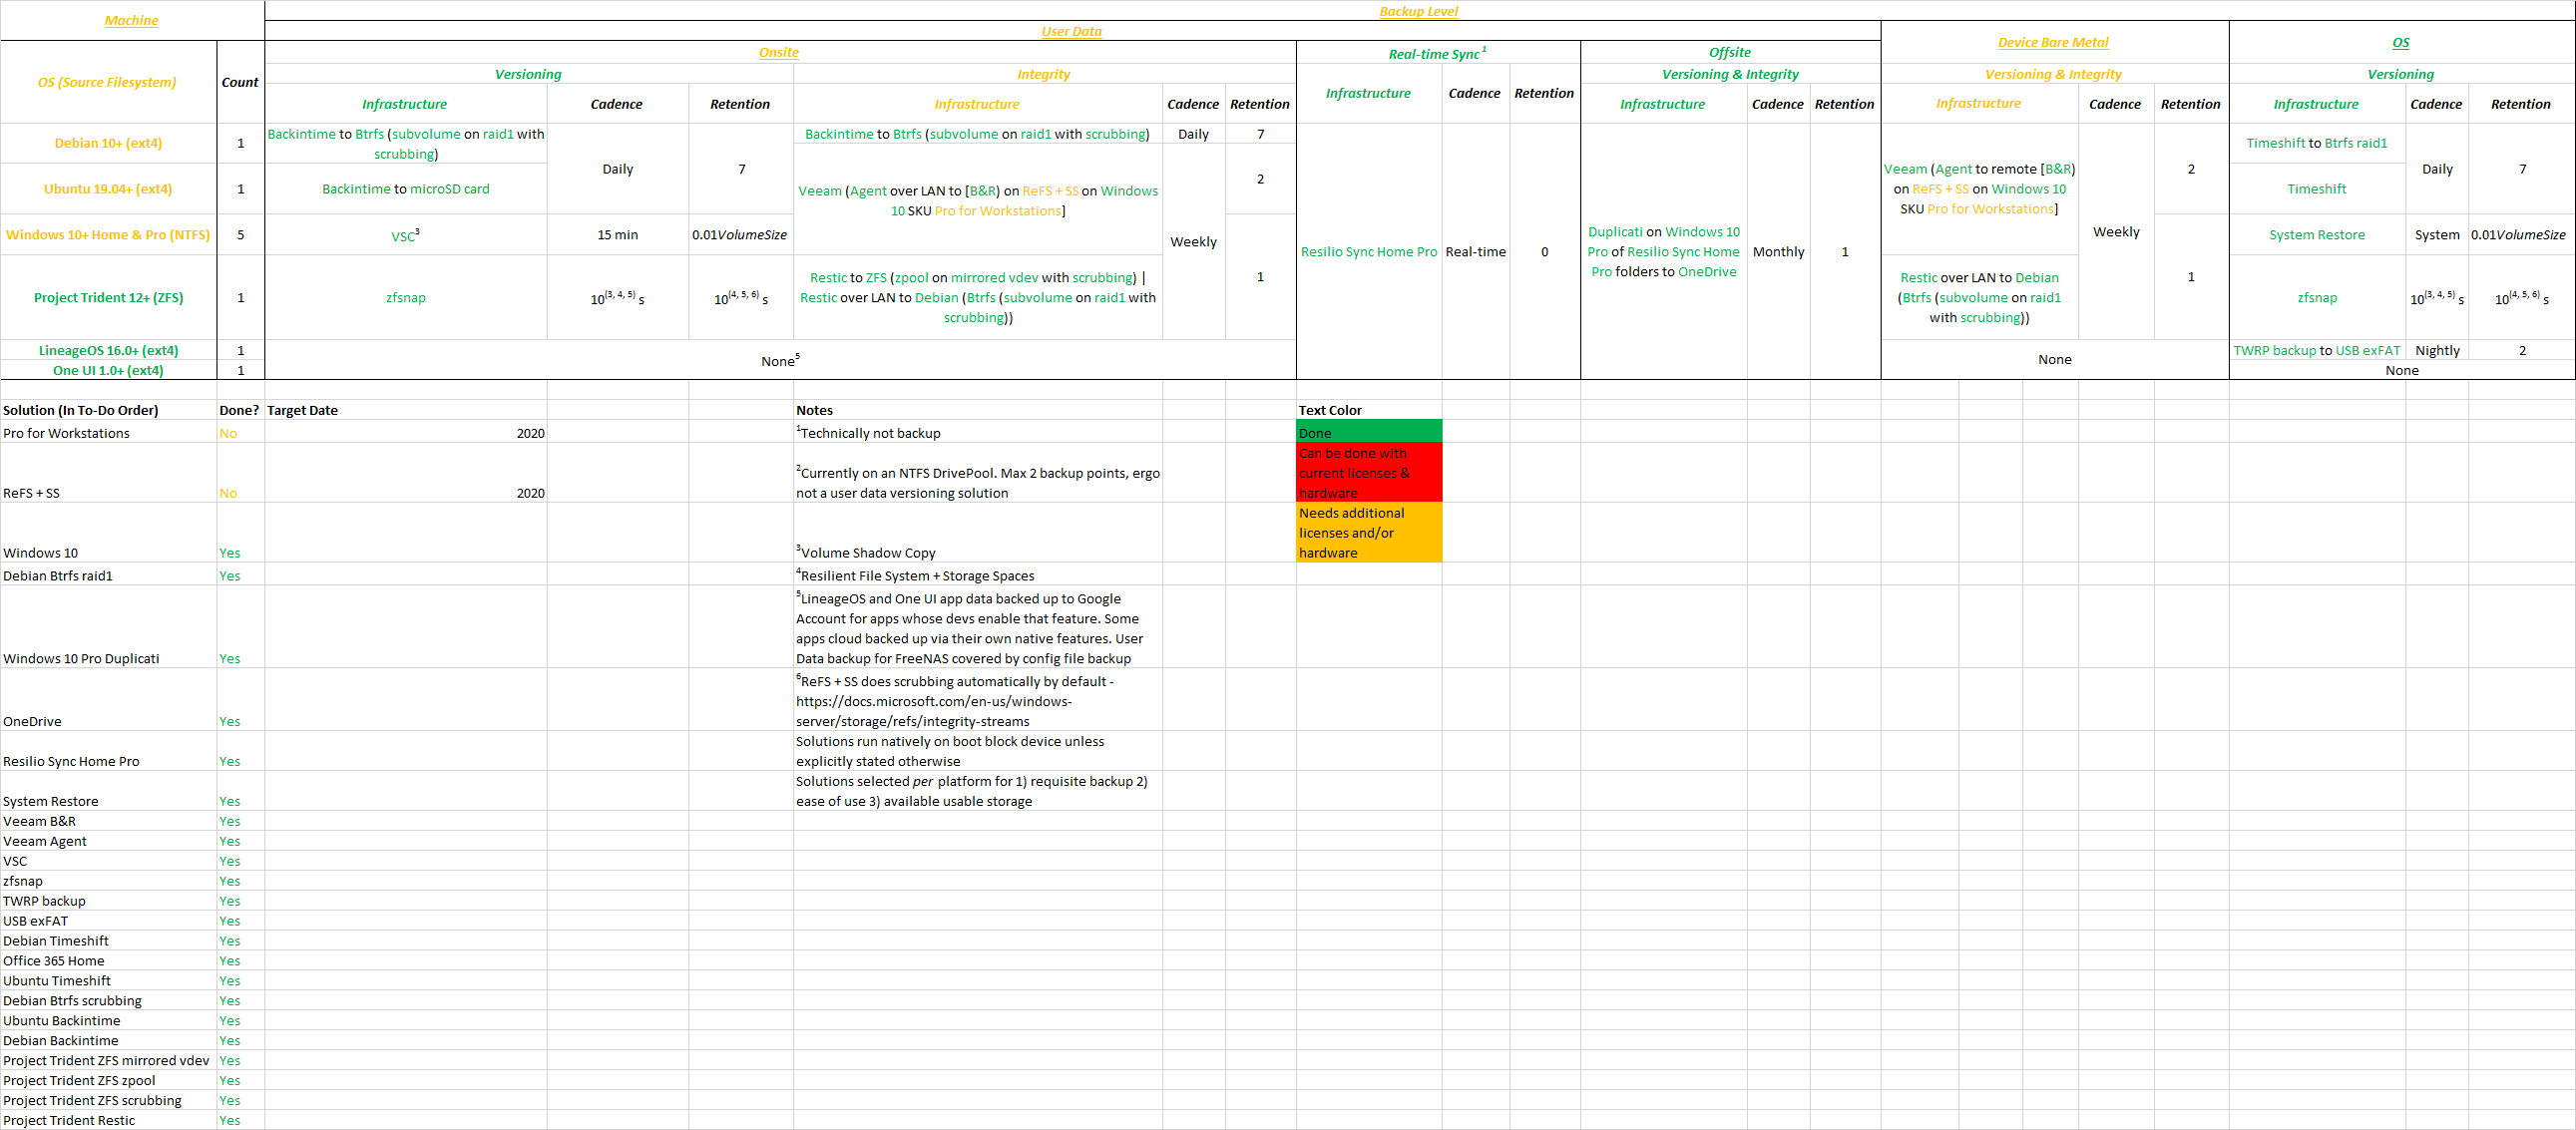 Machine
Backup Level
User Data
Device Bare Metal
OS
OS (Source Filesystem)
Count
Onsite
Real-time Sync1
Offsite
Versioning
Integrity
Versioning & Integrity
Versioning & Integrity
Versioning
Infrastructure
Cadence
Retention
Infrastructure
Cadence
Retention
Infrastructure
Cadence
Retention
Infrastructure
Cadence
Retention
Infrastructure
Cadence
Retention
Infrastructure
Cadence
Retention
Debian 10+ (ext4)
1
Backintime to Btrfs (subvolume on raid1 with
scrubbing)
Daily
7
Backintime to Btrfs (subvolume on raid1 with scrubbing)
Daily
7
Resilio Sync Home Pro
Real-time
0
Duplicati on Windows 10
Pro of Resilio Sync Home
Pro folders to OneDrive
Monthly
1
Veeam (Agent to remote [B&R)
on ReFS + SS on Windows 10
SKU Pro for Workstations]
Weekly
2
Timeshift to Btrfs raid1
Daily
7
Ubuntu 19.04+ (ext4)
1
Backintime to microSD card
Veeam (Agent over LAN to [B&R) on ReFS + SS on Windows
10 SKU Pro for Workstations]
Weekly
2
Timeshift
Windows 10+ Home & Pro (NTFS)
5
VSC3
15 min
0.01VolumeSize
1
1
System Restore
System
0.01VolumeSize
Project Trident 12+ (ZFS)
1
zfsnap
10(3, 4, 5) s
10(4, 5, 6) s
Restic to ZFS (zpool on mirrored vdev with scrubbing) |
Restic over LAN to Debian (Btrfs (subvolume on raid1 with
scrubbing))
Restic over LAN to Debian
(Btrfs (subvolume on raid1
with scrubbing))
zfsnap
10(3, 4, 5) s
10(4, 5, 6) s
LineageOS 16.0+ (ext4)
1
None5
None
TWRP backup to USB exFAT
Nightly
2
One UI 1.0+ (ext4)
1
None
Solution (In To-Do Order)
Done?
Target Date
Notes
Text Color
Pro for Workstations
No
2020
1Technically not backup
Done
ReFS + SS
No
2020
2Currently on an NTFS DrivePool. Max 2 backup points, ergo
not a user data versioning solution
Can be done with
current licenses &
hardware
Windows 10
Yes
3Volume Shadow Copy
Needs additional
licenses and/or
hardware
Debian Btrfs raid1
Yes
4Resilient File System + Storage Spaces
Windows 10 Pro Duplicati
Yes
5LineageOS and One UI app data backed up to Google
Account for apps whose devs enable that feature. Some
apps cloud backed up via their own native features. User
Data backup for FreeNAS covered by config file backup
OneDrive
Yes
6ReFS + SS does scrubbing automatically by default -
https://docs.microsoft.com/en-us/windows-
server/storage/refs/integrity-streams
Resilio Sync Home Pro
Yes
Solutions run natively on boot block device unless
explicitly stated otherwise
System Restore
Yes
Solutions selected per platform for 1) requisite backup 2)
ease of use 3) available usable storage
Veeam B&R
Yes
Veeam Agent
Yes
VSC
Yes
zfsnap
Yes
TWRP backup
Yes
USB exFAT
Yes
Debian Timeshift
Yes
Office 365 Home
Yes
Ubuntu Timeshift
Yes
Debian Btrfs scrubbing
Yes
Ubuntu Backintime
Yes
Debian Backintime
Yes
Project Trident ZFS mirrored vdev
Yes
Project Trident ZFS zpool
Yes
Project Trident ZFS scrubbing
Yes
Project Trident Restic
Yes